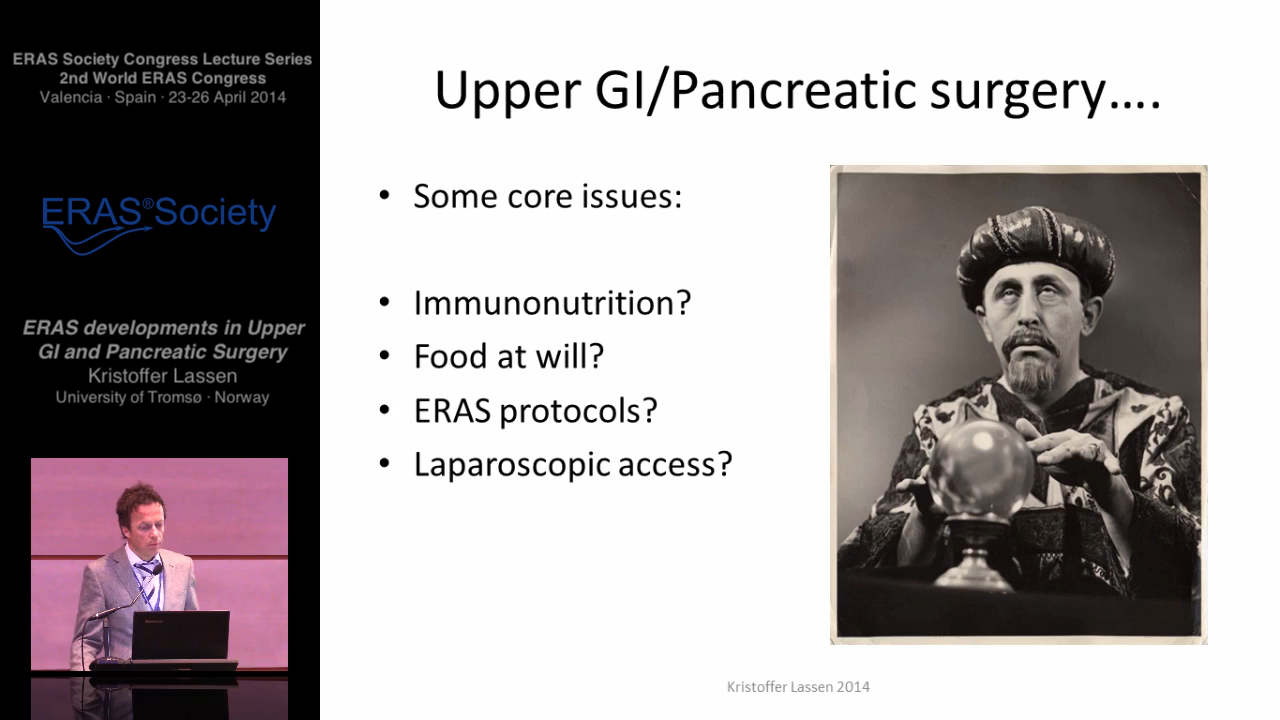 ERAS Society Congress Lecture Series
2nd World ERAS Congress
Valencia · Spain · 23-26 April 2014
ERAS®Society
ERAS developments in Upper
GI and Pancreatic Surgery
Kristoffer Lassen
University of Tromsø · Norway
Upper GI/Pancreatic surgery....
• Some core issues:
• Immunonutrition?
• Food at will?
• ERAS protocols?
• Laparoscopic access?
Kristoffer Lassen 2014